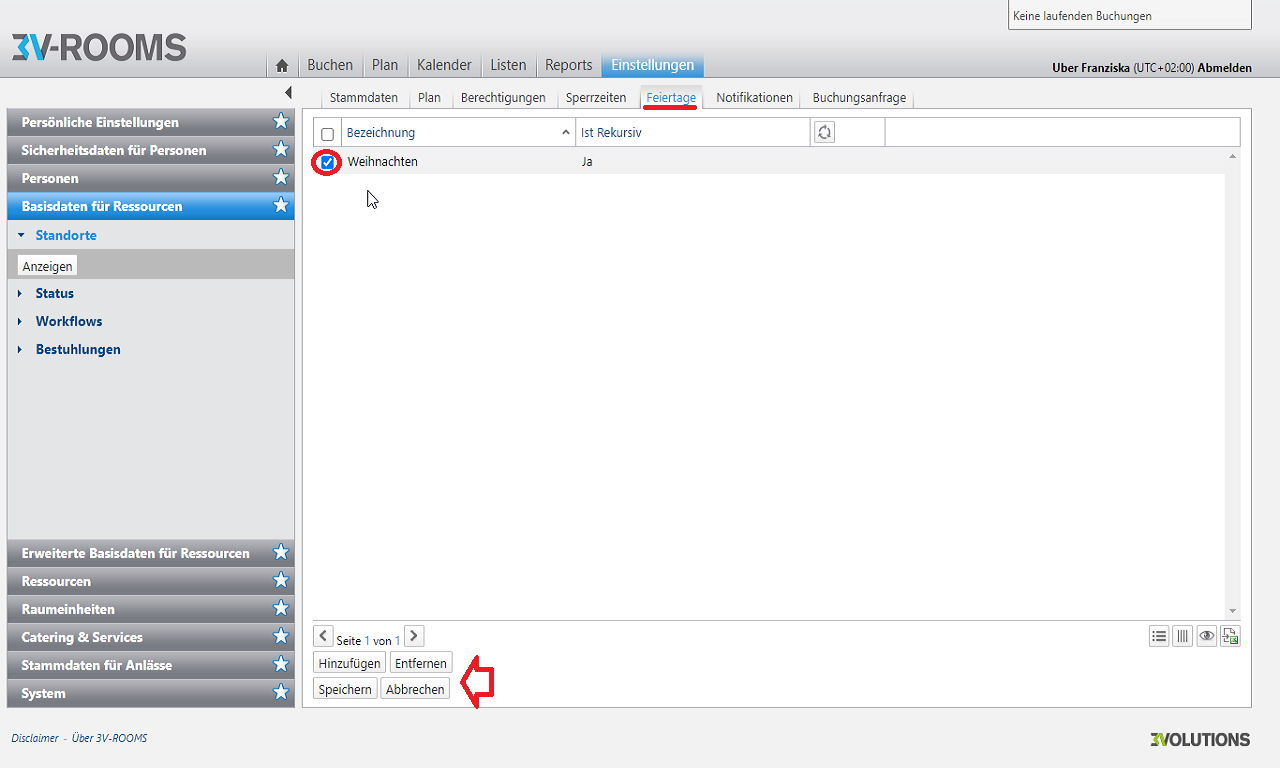 Keine laufenden Buchungen
3V-ROOMS
Buchen Plan Kalender Listen Reports Einstellungen
Uber Franziska (UTC+02:00) Abmelden
Stammdaten Plan Berechtigungen Sperrzeiten Feiertage Notifikationen Buchungsanfrage
Persönliche Einstellungen
Sicherheitsdaten für Personen
Personen
Basisdaten für Ressourcen
Standorte
Anzeigen
Status
Workflows
Bestuhlungen
Erweiterte Basisdaten für Ressourcen
Ressourcen
Raumeinheiten
Catering & Services
Stammdaten für Anlässe
System
Bezeichnung Ist Rekursiv
Weihnachten Ja
Seite 1 von 1
Hinzufügen Entfernen
Speichern Abbrechen
Disclaimer - Über 3V-ROOMS
3VOLUTIONS